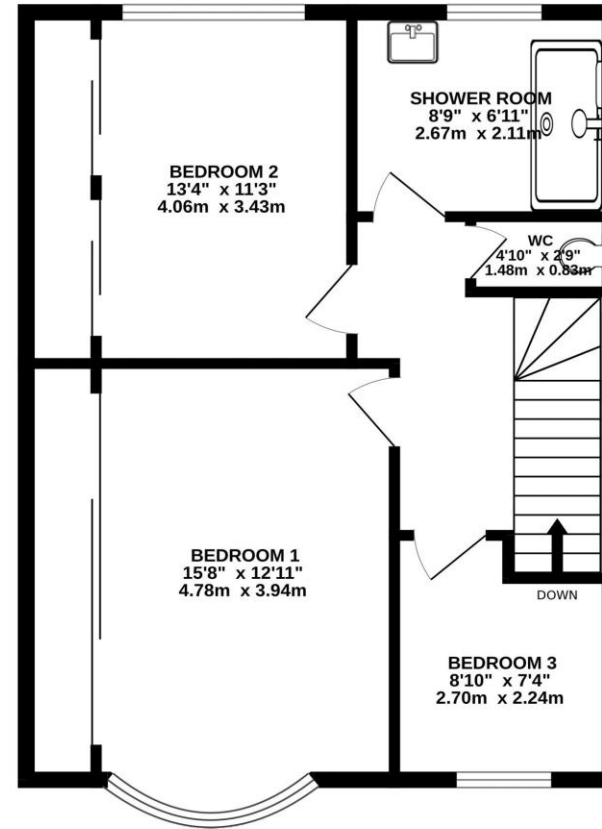 SHOWER ROOM
8'9" x 6'11"
2.67m x 2.11m
BEDROOM 2
13'4" x 11'3"
4.06m x 3.43m
WC
4'10" x 2'9"
1.48m x 0.83m
BEDROOM 1
15'8" x 12'11"
4.78m x 3.94m
DOWN
BEDROOM 3
8'10" x 7'4"
2.70m x 2.24m